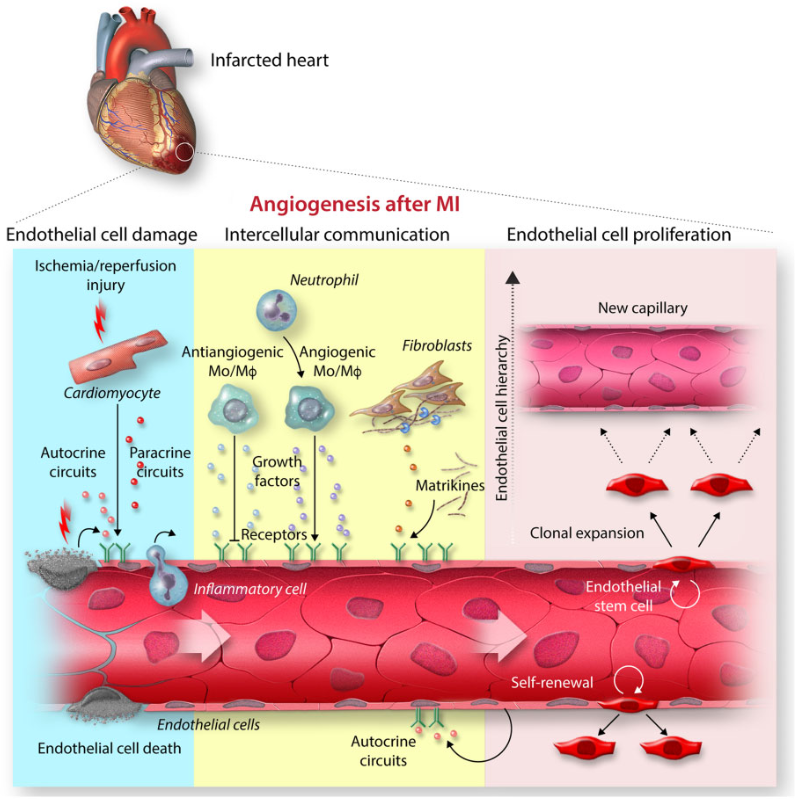 Infarcted heart
Angiogenesis after MI
Endothelial cell damage
Intercellular communication
Endothelial cell proliferation
Ischemia/reperfusion
injury
Cardiomyocyte
Autocrine
circuits
Paracrine
circuits
Neutrophil
Antiangiogenic
Mo/MΦ
Angiogenic
Mo/MΦ
Fibroblasts
Growth
factors
Matrikines
Receptors
Endothelial cell hierarchy
New capillary
Clonal expansion
Inflammatory cell
Endothelial
stem cell
Self-renewal
Endothelial cells
Endothelial cell death
Autocrine
circuits